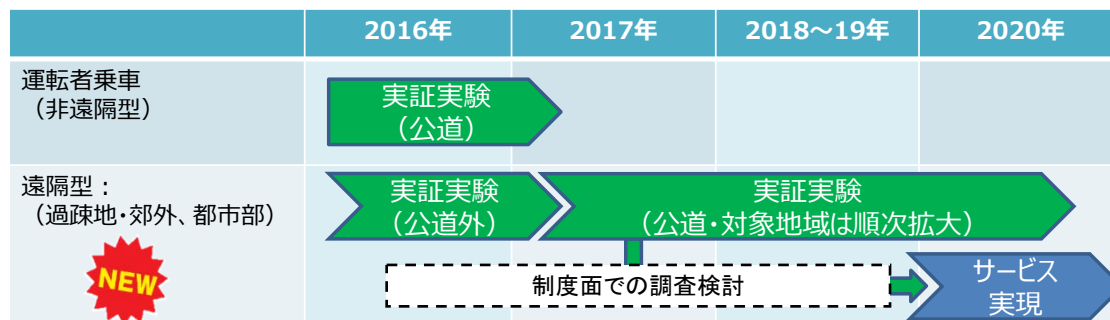 2016年
2017年
2018～19年
2020年
運転者乗車
（非遠隔型）
実証実験
（公道）
遠隔型：
（過疎地・郊外、都市部）
NEW
実証実験
（公道外）
実証実験
（公道・対象地域は順次拡大）
制度面での調査検討
サービス
実現